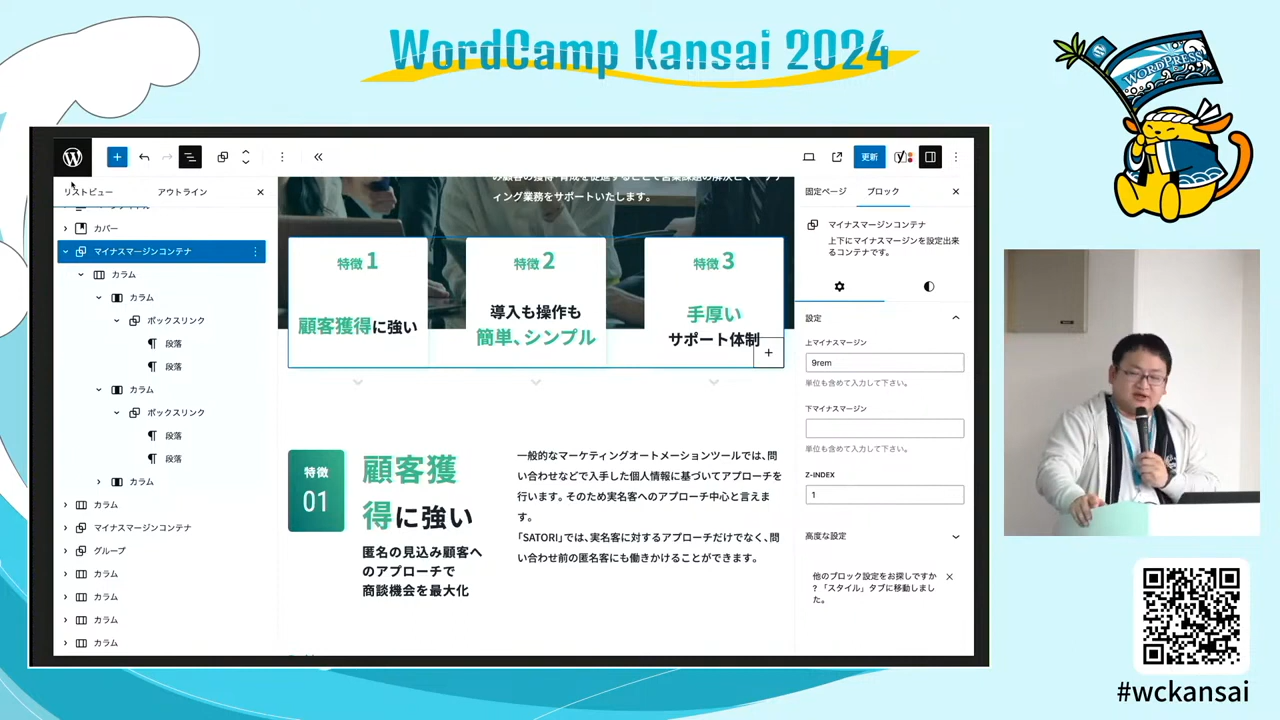 WordCamp Kansai 2024
WORDPRESS
更新
リストビュー
アウトライン
カバー
マイナスマージンコンテナ
カラム
カラム
ボックスリンク
段落
段落
カラム
ボックスリンク
段落
段落
カラム
カラム
マイナスマージンコンテナ
グループ
カラム
カラム
カラム
カラム
ィング業務をサポートいたします。
特徴 1
顧客獲得に強い
特徴 2
導入も操作も
簡単、シンプル
特徴 3
手厚い
サポート体制
特徴
01
顧客獲
得に強い
匿名の見込み顧客へ
のアプローチで
商談機会を最大化
一般的なマーケティングオートメーションツールでは、問
い合わせなどで入手した個人情報に基づいてアプローチを
行います。そのため実名客へのアプローチ中心と言えま
す。
「SATORI」では、実名客に対するアプローチだけでなく、問
い合わせ前の匿名客にも働きかけることができます。
固定ページ
ブロック
マイナスマージンコンテナ
上下にマイナスマージンを設定出来
るコンテナです。
設定
上マイナスマージン
9rem
単位も含めて入力して下さい。
下マイナスマージン
単位も含めて入力して下さい。
Z-INDEX
1
高度な設定
他のブロック設定をお探しですか
?「スタイル」タブに移動しまし
た。
#wckansai